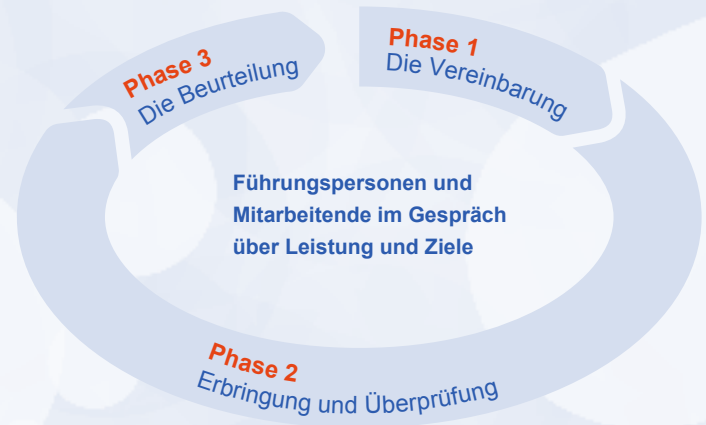 Phase 1
Die Vereinbarung
Phase 2
Erbringung und Überprüfung
Phase 3
Die Beurteilung
Führungspersonen und
Mitarbeitende im Gespräch
über Leistung und Ziele